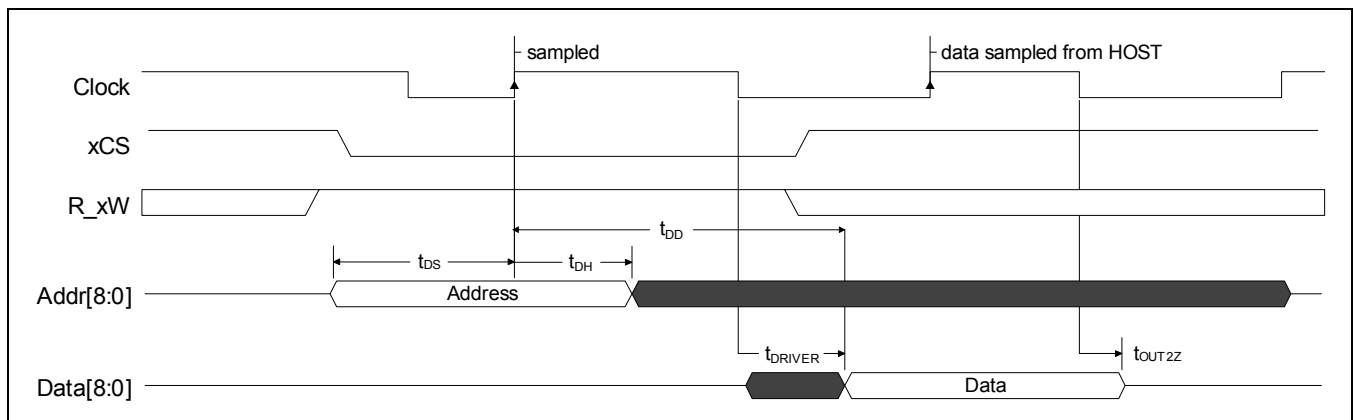 sampled
data sampled from HOST
Clock
xCS
R_xW
tDD
tDS
tDH
Addr[8:0]
Address
tDRIVER
tOUT2Z
Data[8:0]
Data